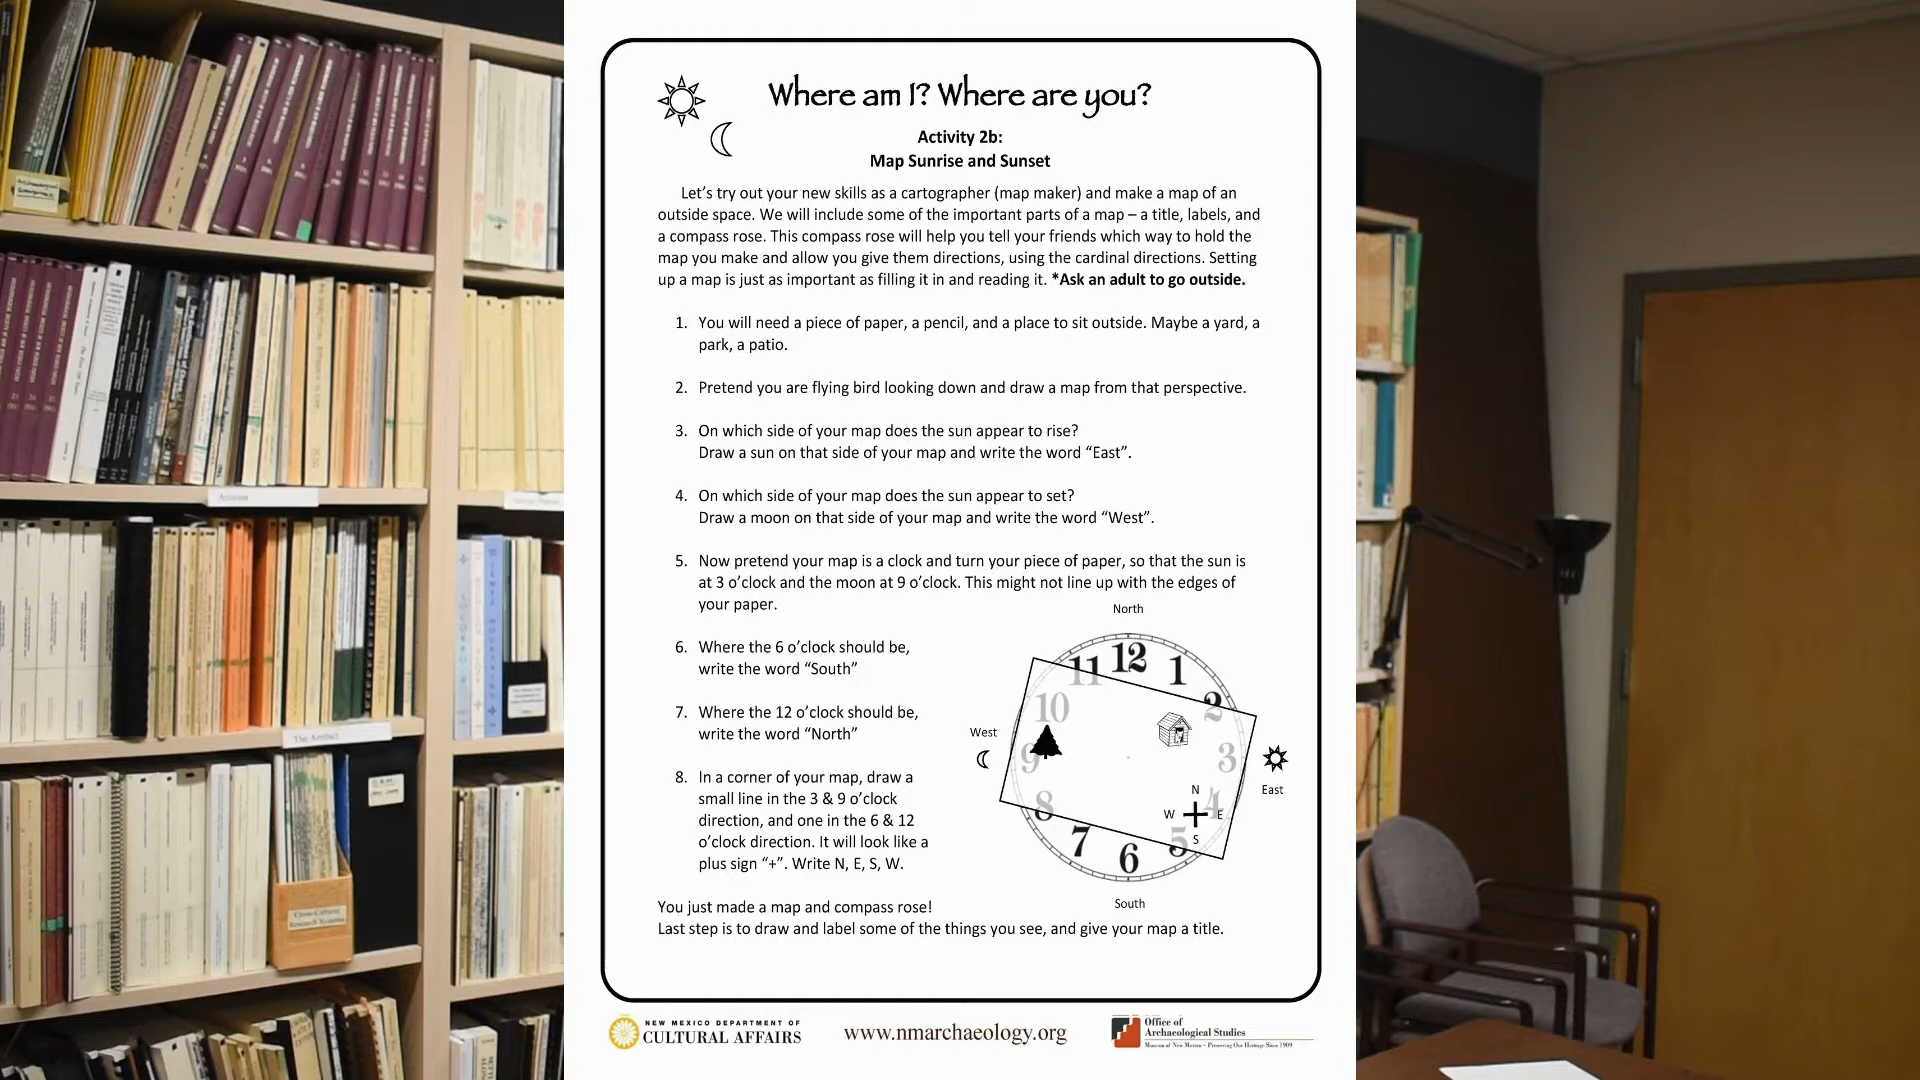 Where am I? Where are you?
Activity 2b:
Map Sunrise and Sunset
Let’s try out your new skills as a cartographer (map maker) and make a map of an
outside space. We will include some of the important parts of a map – a title, labels, and
a compass rose. This compass rose will help you tell your friends which way to hold the
map you make and allow you give them directions, using the cardinal directions. Setting
up a map is just as important as filling it in and reading it. *Ask an adult to go outside.
1. You will need a piece of paper, a pencil, and a place to sit outside. Maybe a yard, a
park, a patio.
2. Pretend you are flying bird looking down and draw a map from that perspective.
3. On which side of your map does the sun appear to rise?
Draw a sun on that side of your map and write the word “East”.
4. On which side of your map does the sun appear to set?
Draw a moon on that side of your map and write the word “West”.
5. Now pretend your map is a clock and turn your piece of paper, so that the sun is
at 3 o’clock and the moon at 9 o’clock. This might not line up with the edges of
your paper.
6. Where the 6 o’clock should be,
write the word “South”
7. Where the 12 o’clock should be,
write the word “North”
8. In a corner of your map, draw a
small line in the 3 & 9 o’clock
direction, and one in the 6 & 12
o’clock direction. It will look like a
plus sign “+”. Write N, E, S, W.
North
12
11 1
10 2
West
9 3
East
8 4
7 5
6
N
W E
S
South
You just made a map and compass rose!
Last step is to draw and label some of the things you see, and give your map a title.
NEW MEXICO DEPARTMENT OF
CULTURAL AFFAIRS
www.nmarchaeology.org
Office of
Archaeological Studies
Museum of New Mexico – Preserving Our Heritage Since 1909
Arizona
The Artifact
Cross-Cultural
Research Systems